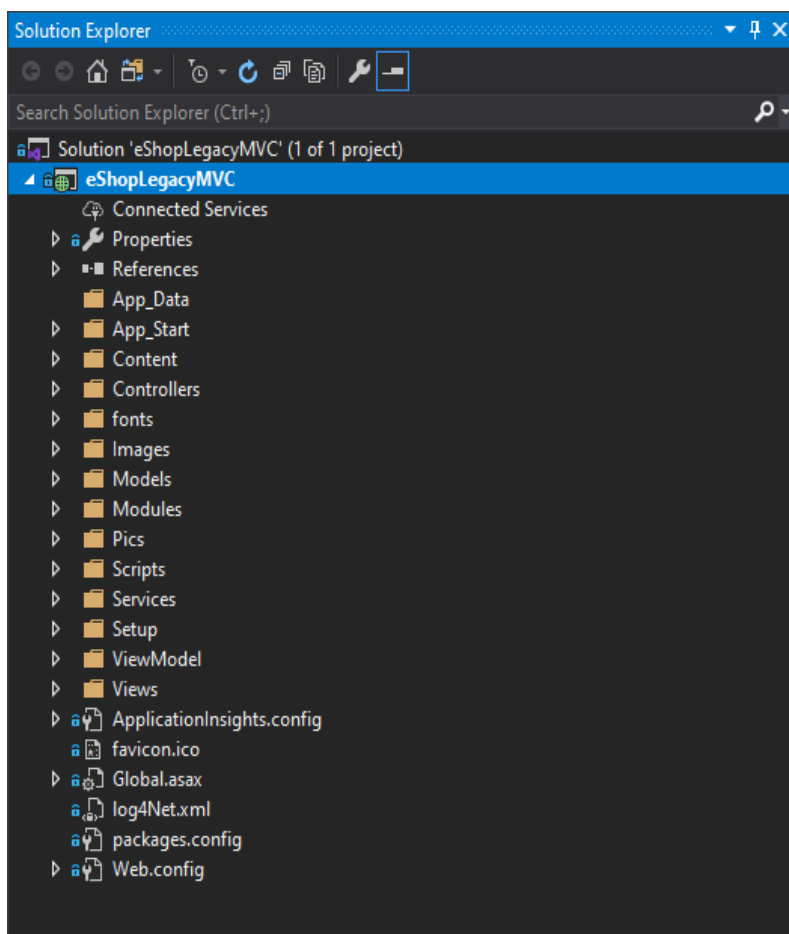 Solution Explorer
Search Solution Explorer (Ctrl+;)
Solution 'eShopLegacyMVC' (1 of 1 project)
eShopLegacyMVC
Connected Services
Properties
References
App_Data
App_Start
Content
Controllers
fonts
Images
Models
Modules
Pics
Scripts
Services
Setup
ViewModel
Views
ApplicationInsights.config
favicon.ico
Global.asax
log4Net.xml
packages.config
Web.config